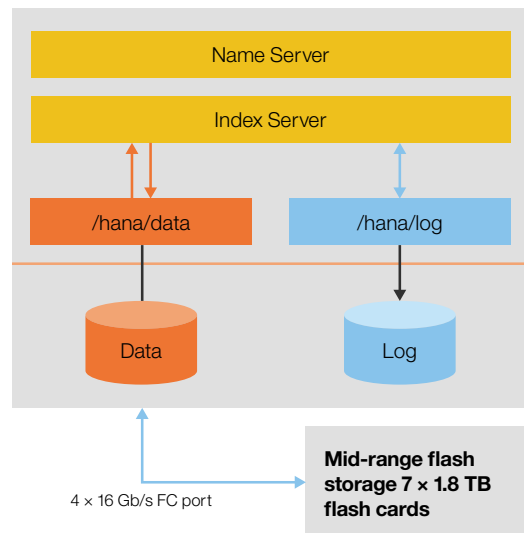 Name Server
Index Server
/hana/data
/hana/log
Data
Log
4 × 16 Gb/s FC port
Mid-range flash
storage 7 × 1.8 TB
flash cards